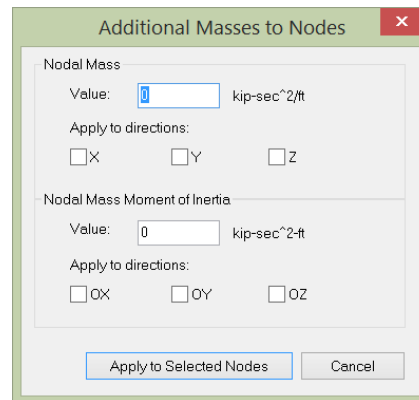 Additional Masses to Nodes
x
Nodal Mass
Value: 0 kip-sec^2/ft
Apply to directions:
X Y Z
Nodal Mass Moment of Inertia
Value: 0 kip-sec^2-ft
Apply to directions:
OX OY OZ
Apply to Selected Nodes Cancel